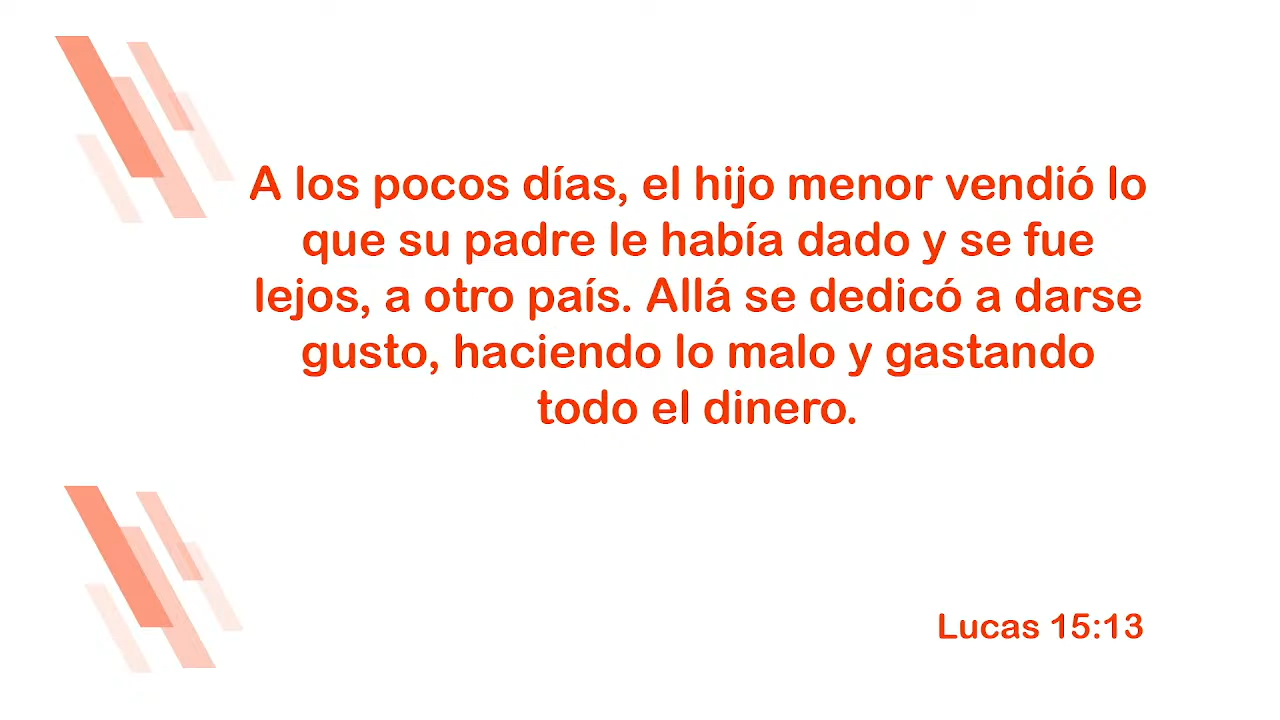 A los pocos días, el hijo menor vendió lo
que su padre le había dado y se fue
lejos, a otro país. Allá se dedicó a darse
gusto, haciendo lo malo y gastando
todo el dinero.
Lucas 15:13